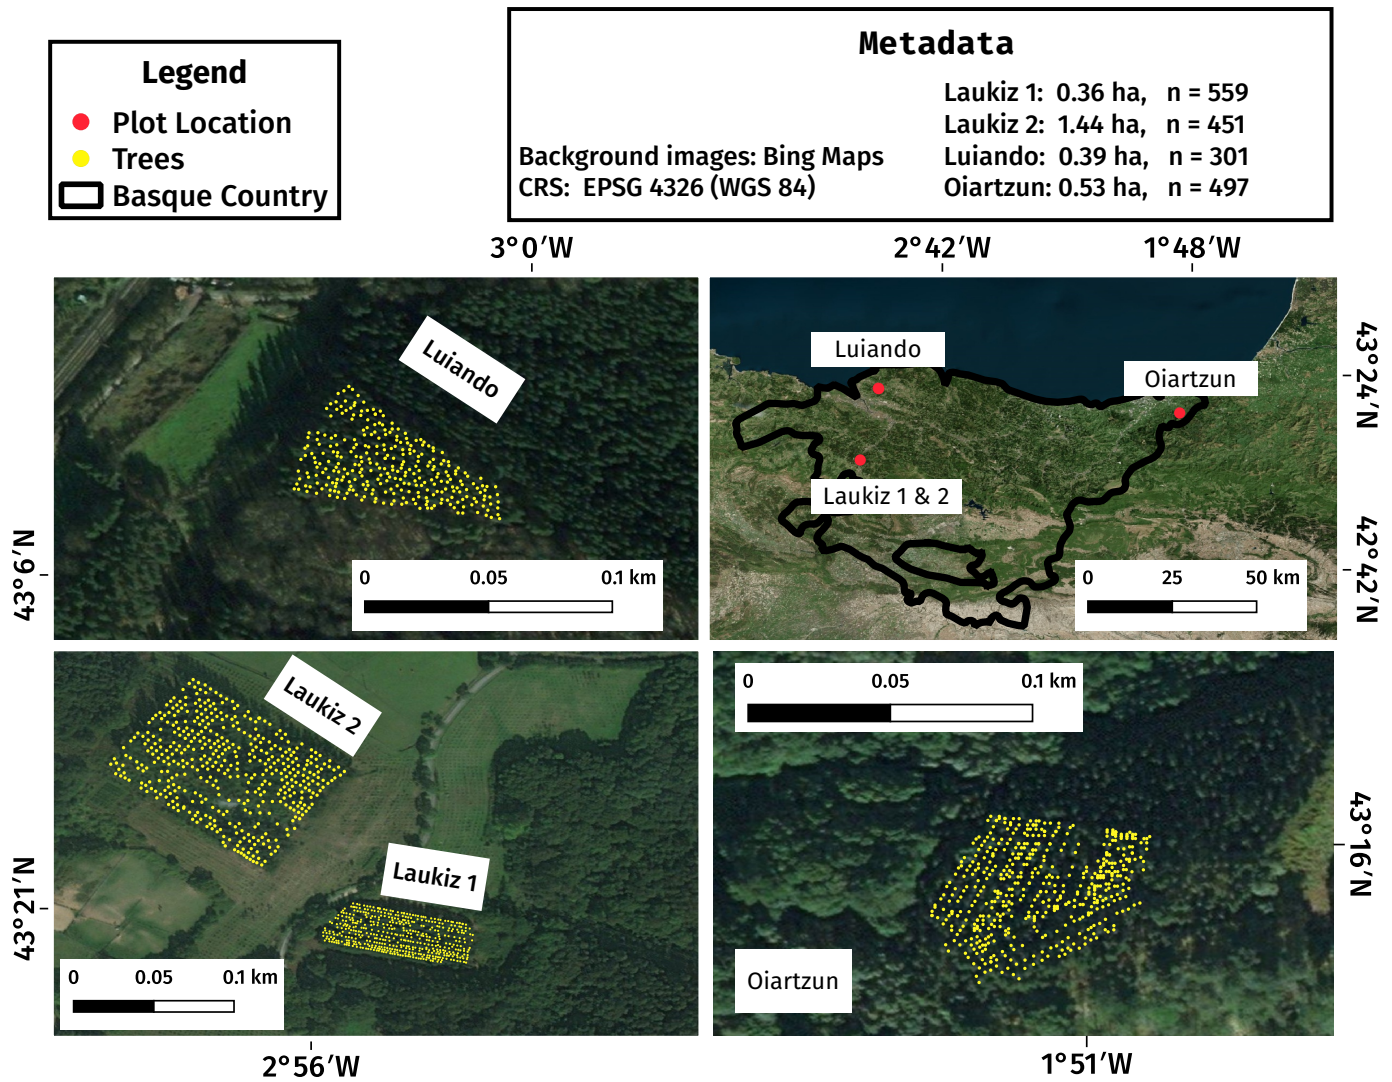 Legend
Plot Location
Trees
Basque Country
Metadata
Laukiz 1: 0.36 ha, n = 559
Laukiz 2: 1.44 ha, n = 451
Background images: Bing Maps Luiando: 0.39 ha, n = 301
CRS: EPSG 4326 (WGS 84) Oiartzun: 0.53 ha, n = 497
3°0′W
2°42′W
1°48′W
Luiando
0 0.05 0.1 km
43°6′N
Luiando
Oiartzun
Laukiz 1 & 2
0 25 50 km
43°24′N
42°42′N
Laukiz 2
Laukiz 1
0 0.05 0.1 km
43°21′N
2°56′W
0 0.05 0.1 km
Oiartzun
43°16′N
1°51′W